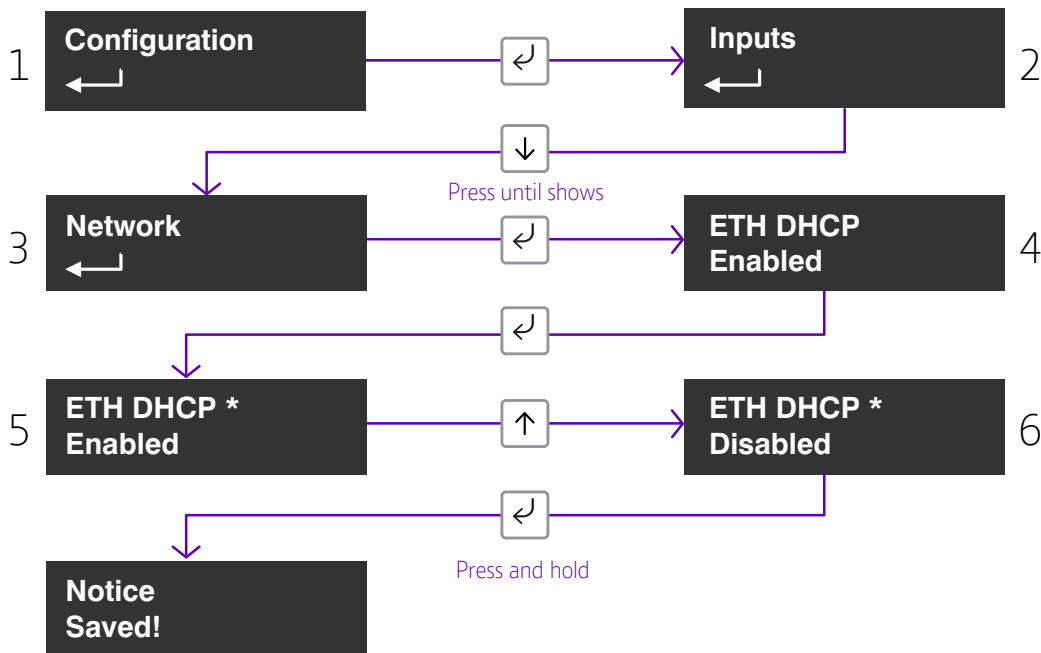 1
Configuration
Inputs
2
Press until shows
3
Network
ETH DHCP
Enabled
4
5
ETH DHCP *
Enabled
ETH DHCP *
Disabled
6
Press and hold
Notice
Saved!